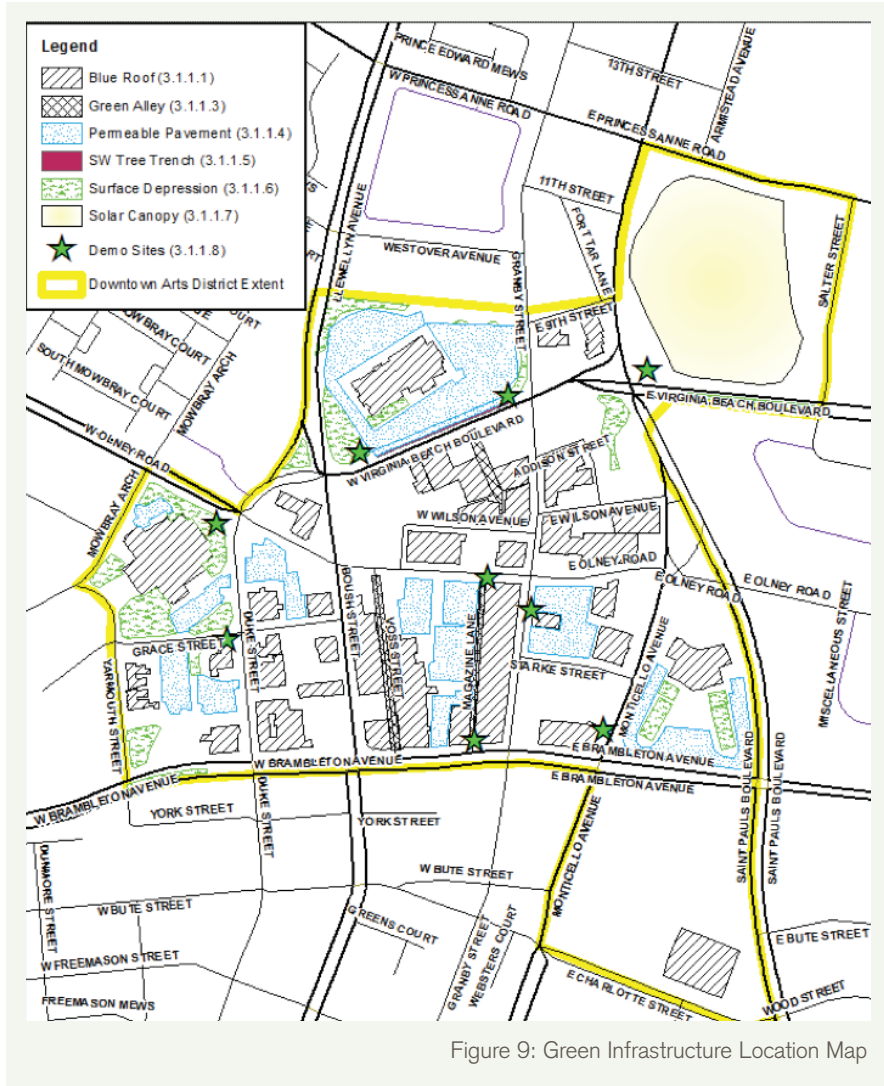 Legend
Blue Roof (3.1.1.1)
Green Alley (3.1.1.3)
Permeable Pavement (3.1.1.4)
SW Tree Trench (3.1.1.5)
Surface Depression (3.1.1.6)
Solar Canopy (3.1.1.7)
Demo Sites (3.1.1.8)
Downtown Arts District Extent
PRINCE EDWARD MEWS
W PRINCESS ANNE ROAD
13TH STREET
ARMISTEAD AVENUE
E PRINCESS ANNE ROAD
11TH STREET
FORT TAR LANE
LLEWELLYN AVENUE
WESTOVER AVENUE
GRANBY STREET
SALTER STREET
E 9TH STREET
COURT
MOWBRAY COURT
SOUTH MOWBRAY COURT
MOWBRAY ARCH
E VIRGINIA BEACH BOULEVARD
W OLNEY ROAD
W VIRGINIA BEACH BOULEVARD
ADDISON STREET
MOWBRAY ARCH
W WILSON AVENUE
E WILSON AVENUE
E OLNEY ROAD
E OLNEY ROAD
E OLNEY ROAD
BOUSH STREET
DUKE STREET
VOSS STREET
MAGAZINE LANE
GRACE STREET
STARKE STREET
MONTICELLO AVENUE
MISCELLANEOUS STREET
YARMOUTH STREET
W BRAMBLETON AVENUE
E BRAMBLETON AVENUE
W BRAMBLETON AVENUE
E BRAMBLETON AVENUE
SAINT PAULS BOULEVARD
SAINT PAULS BOULEVARD
YORK STREET
DUKE STREET
YORK STREET
MONTICELLO AVENUE
DUNMORE STREET
W BUTE STREET
W BUTE STREET
GREENS COURT
GRANBY STREET
WEBSTERS COURT
E BUTE STREET
W FREEMASON STREET
FREEMASON MEWS
E CHARLOTTE STREET
WOOD STREET
Figure 9: Green Infrastructure Location Map